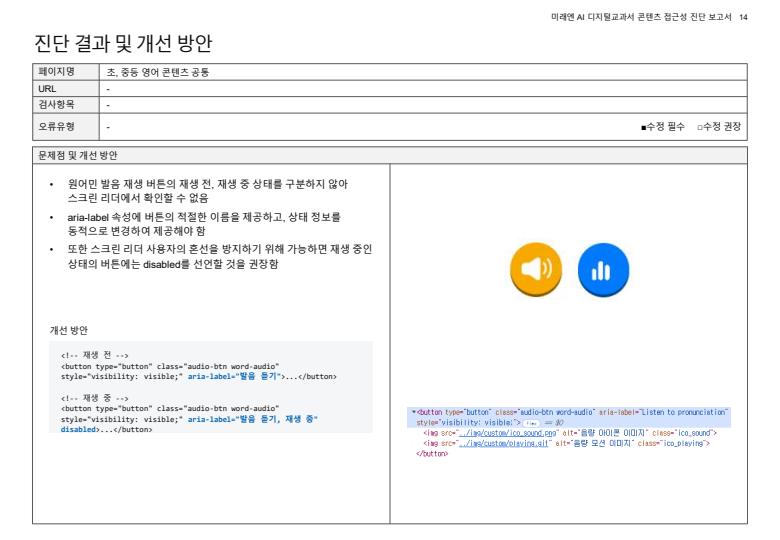 미래엔 AI 디지털교과서 콘텐츠 접근성 진단 보고서 14
진단 결과 및 개선 방안
페이지명 초, 중등 영어 콘텐츠 공통
URL -
검사항목 -
오류유형 - ■수정 필수 □수정 권장
문제점 및 개선 방안
• 원어민 발음 재생 버튼의 재생 전, 재생 중 상태를 구분하지 않아
스크린 리더에서 확인할 수 없음
• aria-label 속성에 버튼의 적절한 이름을 제공하고, 상태 정보를
동적으로 변경하여 제공해야 함
• 또한 스크린 리더 사용자의 혼선을 방지하기 위해 가능하면 재생 중인
상태의 버튼에는 disabled를 선언할 것을 권장함
개선 방안
<!-- 재생 전 -->
<button type="button" class="audio-btn word-audio"
style="visibility: visible;" aria-label="발음 듣기">...</button>
<!-- 재생 중 -->
<button type="button" class="audio-btn word-audio"
style="visibility: visible;" aria-label="발음 듣기, 재생 중"
disabled>...</button>
▾<button type="button" class="audio-btn word-audio" aria-label="Listen to pronunciation"
style="visibility: visible;"> flex == $0
<img src="../img/custom/ico_sound.png" alt="음량 아이콘 이미지" class="ico_sound">
<img src="../img/custom/playing.gif" alt="음량 모션 이미지" class="ico_playing">
</button>